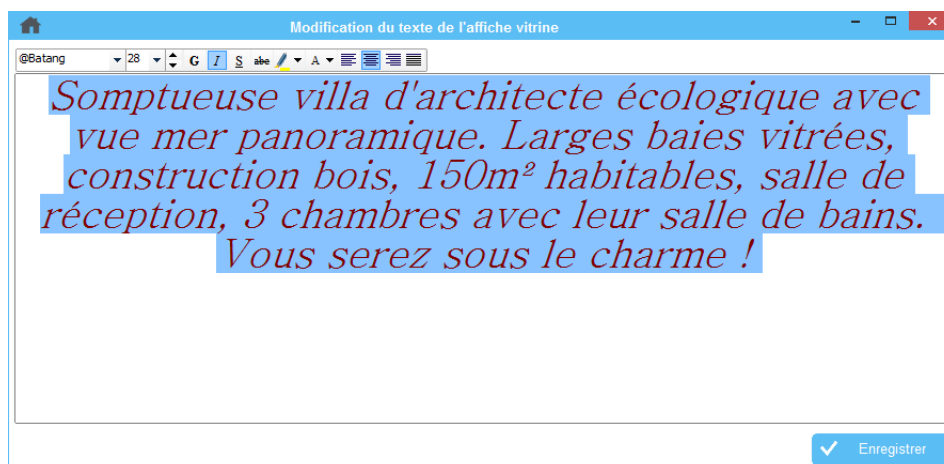 Modification du texte de l'affiche vitrine
@Batang 28 G I S abc A
Somptueuse villa d'architecte écologique avec
vue mer panoramique. Larges baies vitrées,
construction bois, 150m² habitables, salle de
réception, 3 chambres avec leur salle de bains.
Vous serez sous le charme !
Enregistrer